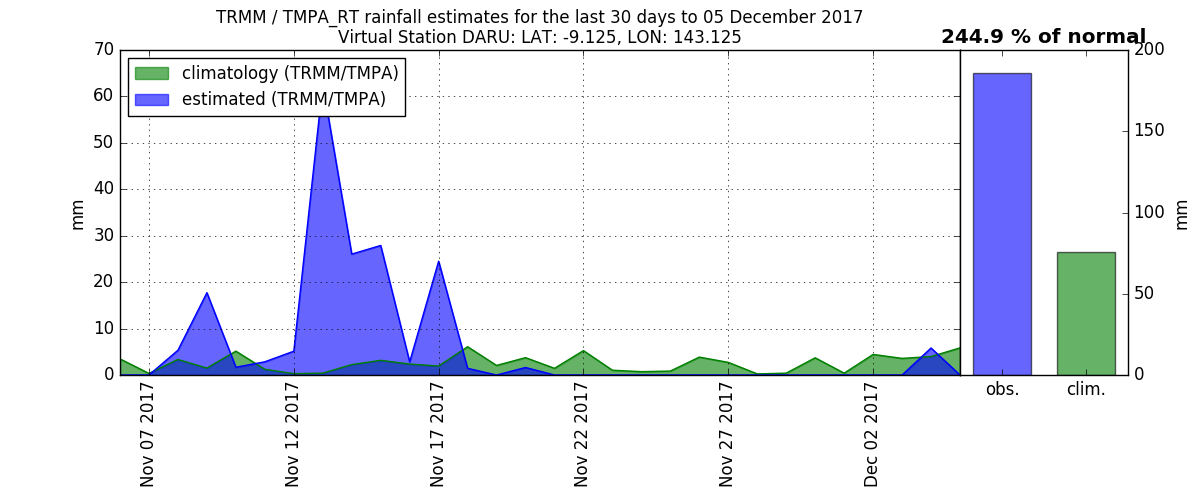 TRMM / TMPA_RT rainfall estimates for the last 30 days to 05 December 2017
Virtual Station DARU: LAT: -9.125, LON: 143.125
244.9 % of normal
climatology (TRMM/TMPA)
estimated (TRMM/TMPA)
70
60
50
40
30
20
10
0
mm
Nov 07 2017
Nov 12 2017
Nov 17 2017
Nov 22 2017
Nov 27 2017
Dec 02 2017
200
150
100
50
0
mm
obs.
clim.